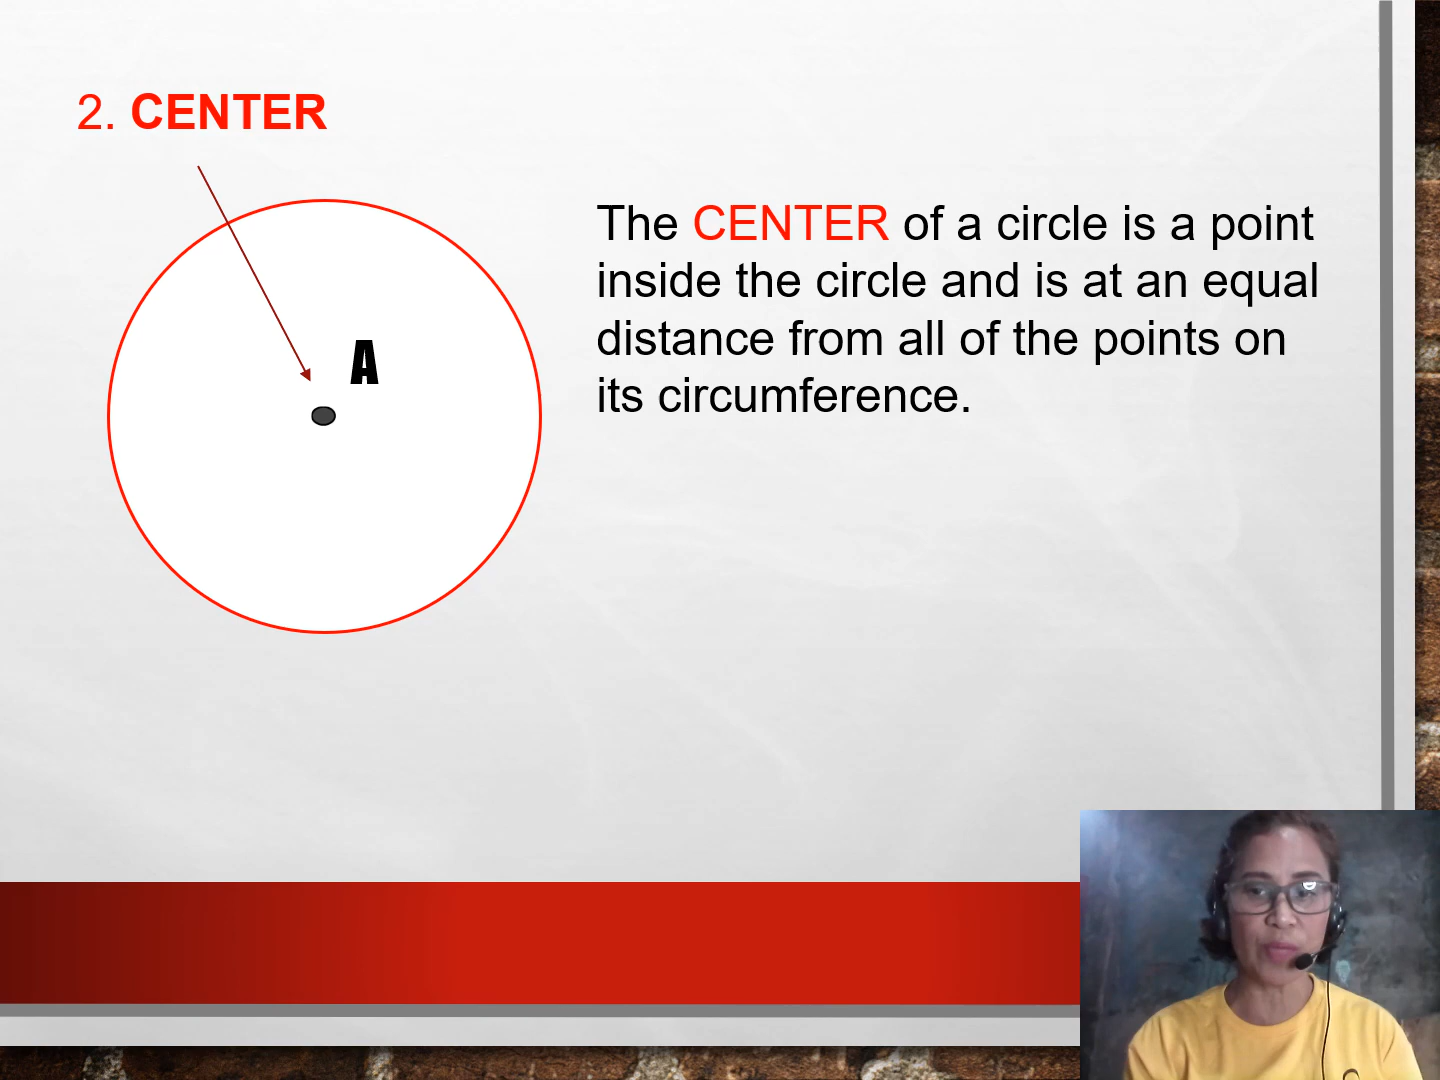 2. CENTER
The CENTER of a circle is a point
inside the circle and is at an equal
distance from all of the points on
its circumference.
A